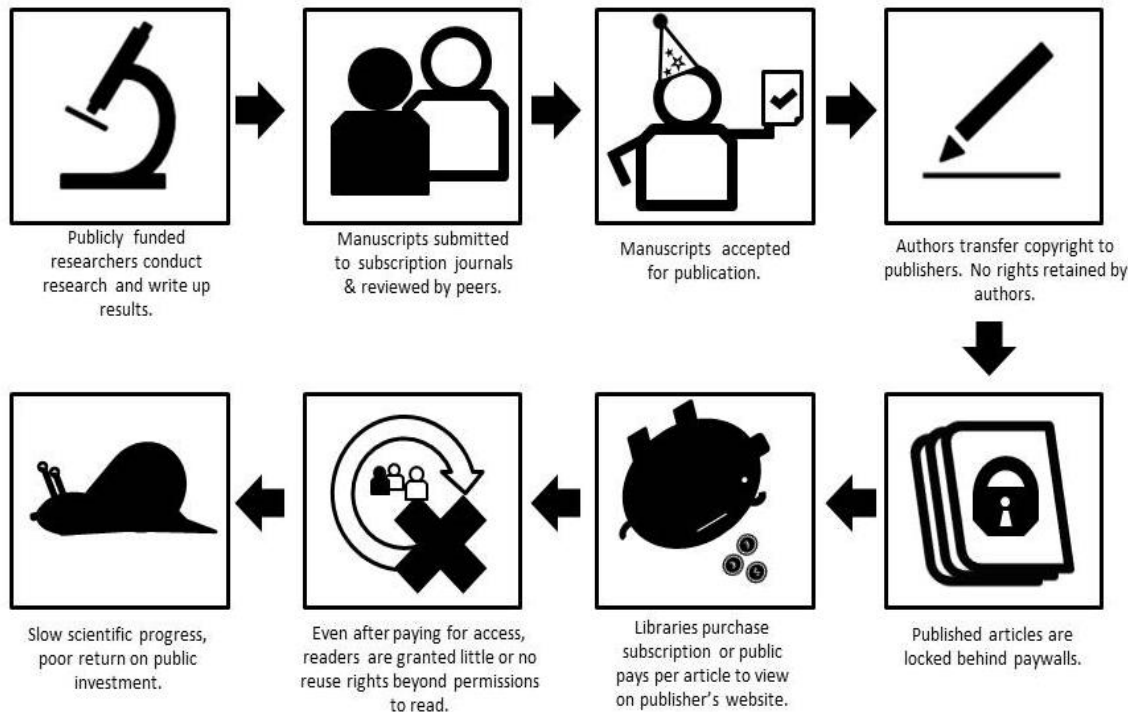 Publicly funded
researchers conduct
research and write up
results.
Manuscripts submitted
to subscription journals
& reviewed by peers.
Manuscripts accepted
for publication.
Authors transfer copyright to
publishers. No rights retained by
authors.
Published articles are
locked behind paywalls.
Libraries purchase
subscription or public
pays per article to view
on publisher's website.
Even after paying for access,
readers are granted little or no
reuse rights beyond permissions
to read.
Slow scientific progress,
poor return on public
investment.